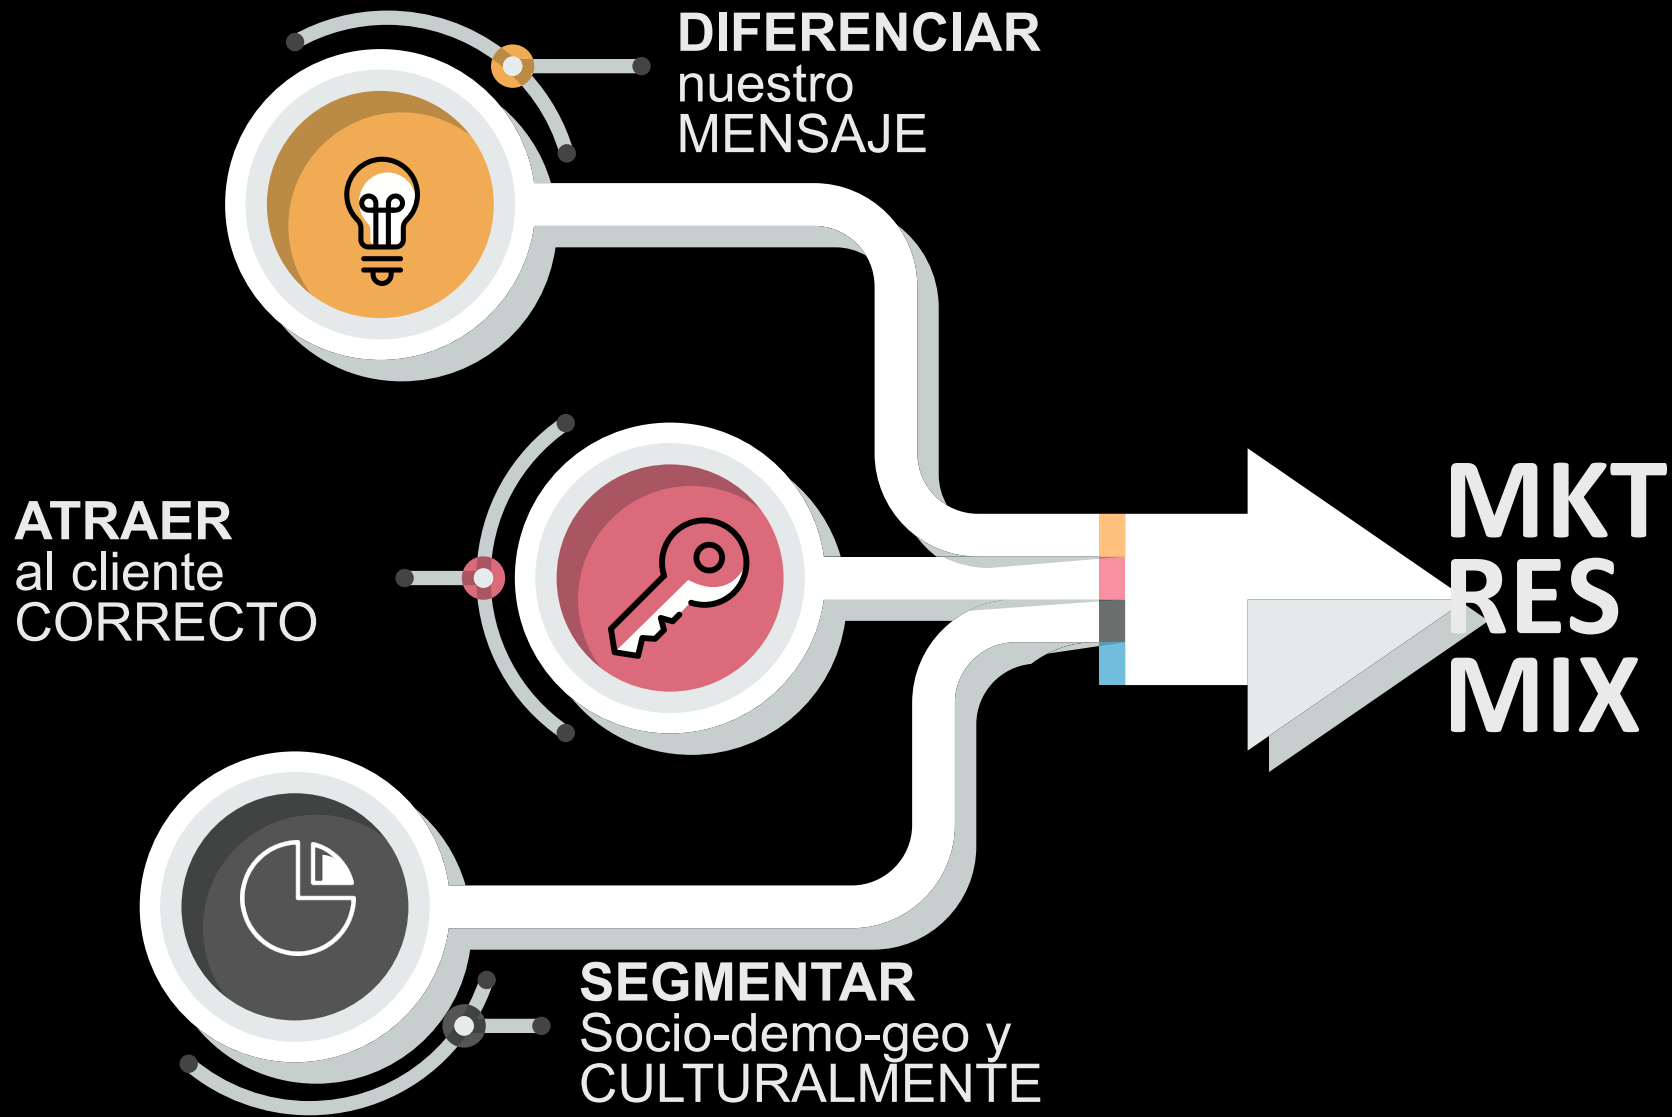 DIFERENCIAR
nuestro
MENSAJE
ATRAER
al cliente
CORRECTO
MKT
RES
MIX
SEGMENTAR
Socio-demo-geo y
CULTURALMENTE